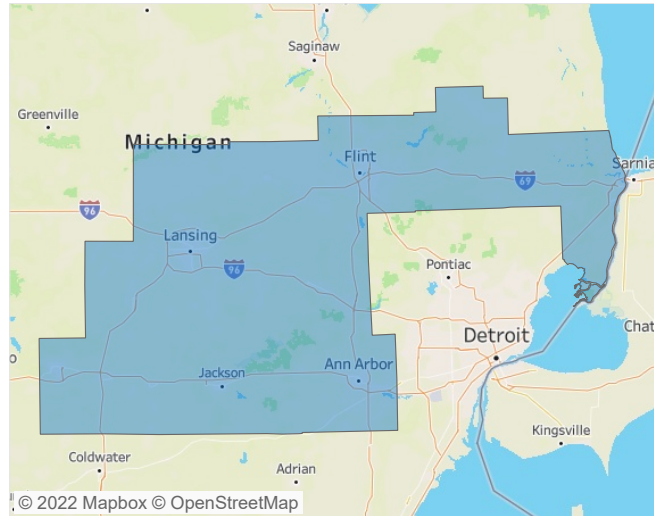 Saginaw
Greenville
Michigan
Flint
69
Sarnia
96
Lansing
96
Pontiac
Detroit
Chat
o
Jackson
Ann Arbor
Kingsville
Coldwater
Adrian
© 2022 Mapbox © OpenStreetMap